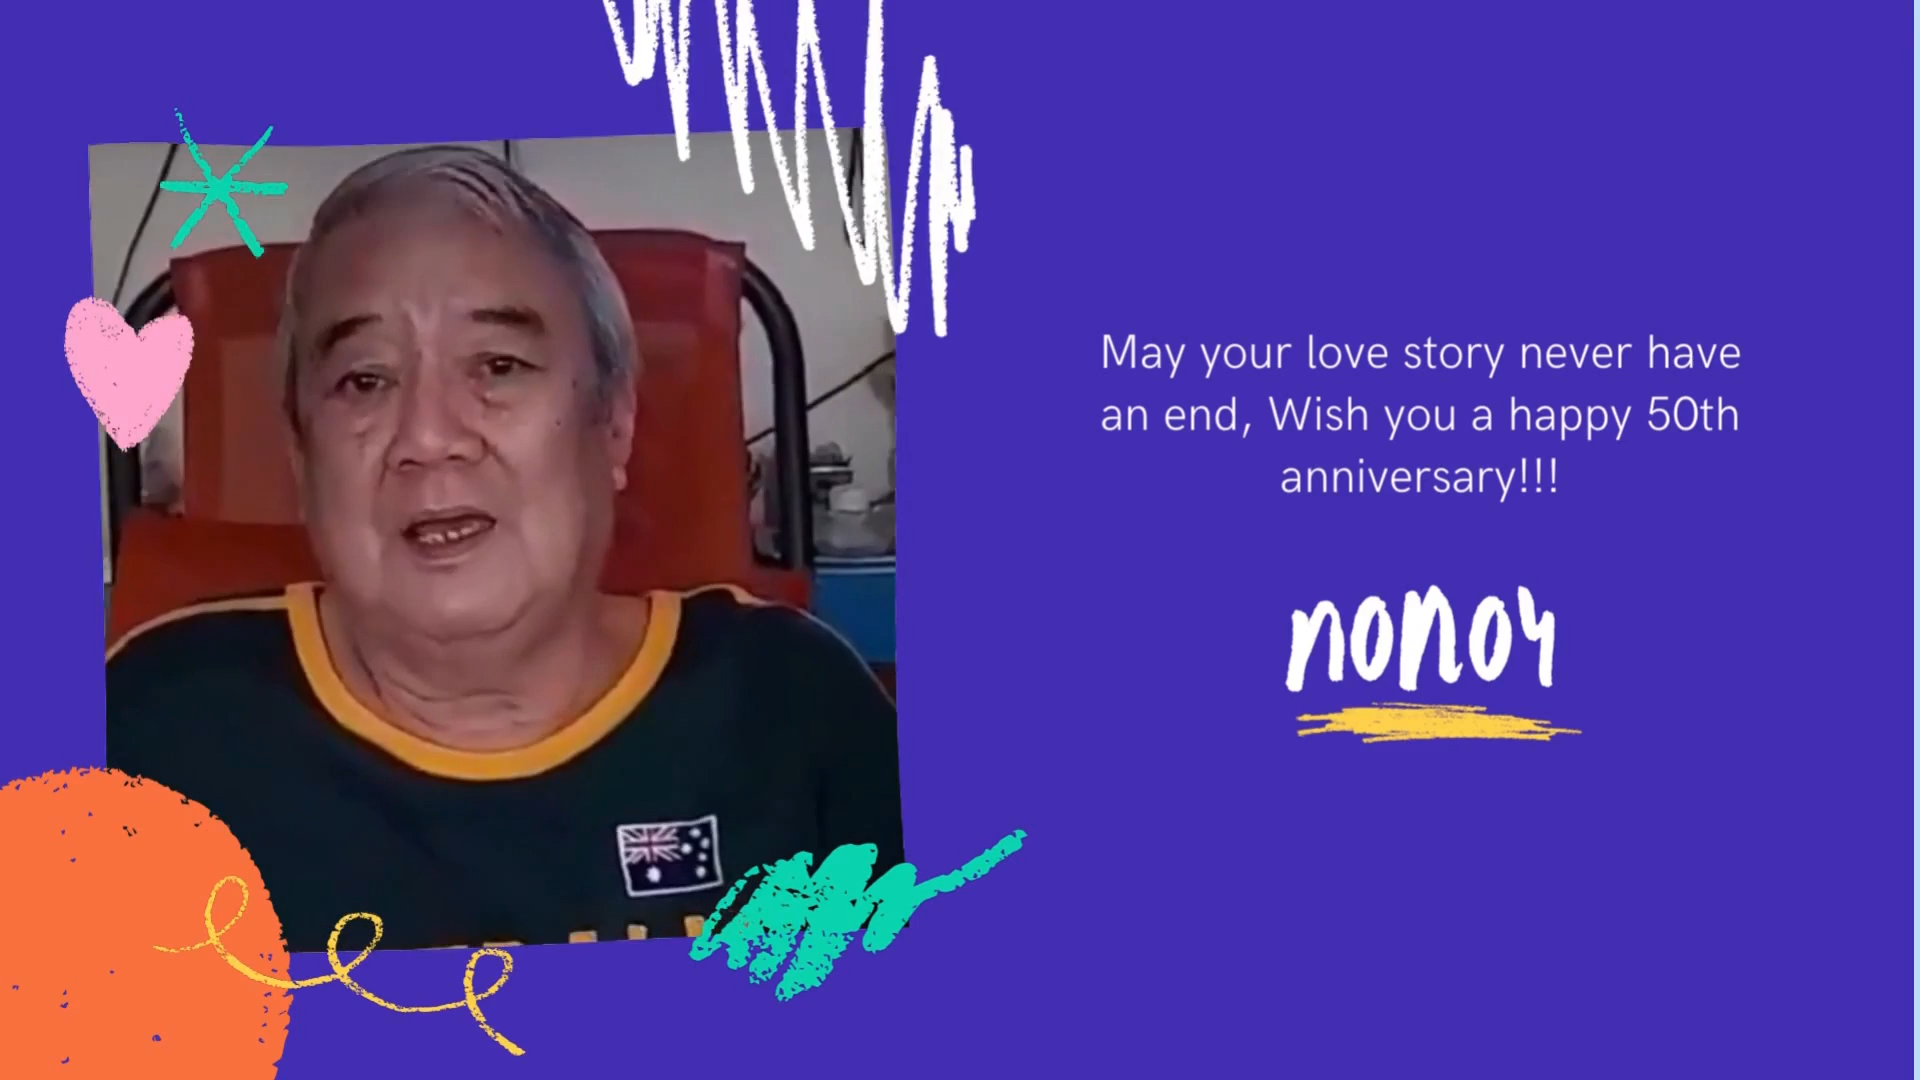 May your love story never have
an end, Wish you a happy 50th
anniversary!!!
nonoy